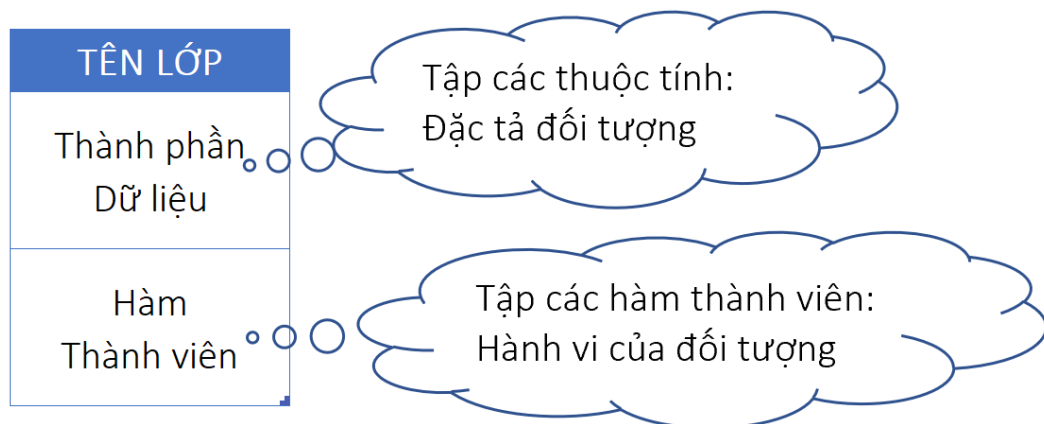 TÊN LỚP
Thành phần
Dữ liệu
Tập các thuộc tính:
Đặc tả đối tượng
Hàm
Thành viên
Tập các hàm thành viên:
Hành vi của đối tượng